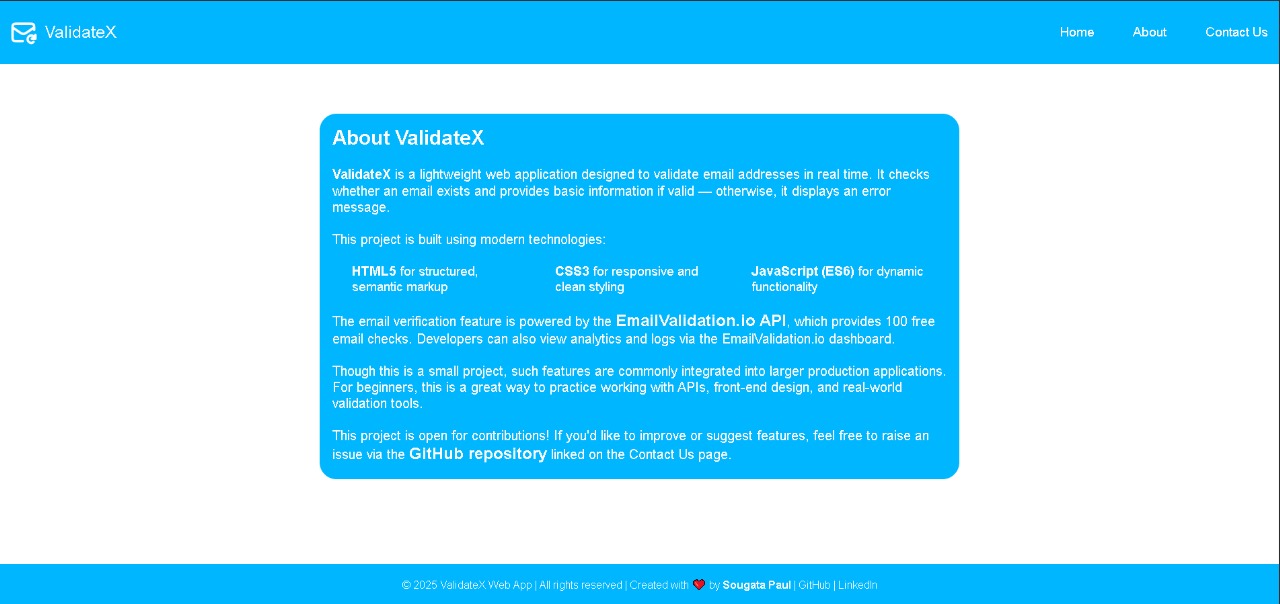 ValidateX
Home About Contact Us
About ValidateX
ValidateX is a lightweight web application designed to validate email addresses in real time. It checks
whether an email exists and provides basic information if valid — otherwise, it displays an error
message.
This project is built using modern technologies:
HTML5 for structured,
semantic markup
CSS3 for responsive and
clean styling
JavaScript (ES6) for dynamic
functionality
The email verification feature is powered by the EmailValidation.io API, which provides 100 free
email checks. Developers can also view analytics and logs via the EmailValidation.io dashboard.
Though this is a small project, such features are commonly integrated into larger production applications.
For beginners, this is a great way to practice working with APIs, front-end design, and real-world
validation tools.
This project is open for contributions! If you'd like to improve or suggest features, feel free to raise an
issue via the GitHub repository linked on the Contact Us page.
© 2025 ValidateX Web App | All rights reserved | Created with ❤️ by Sougata Paul | GitHub | LinkedIn